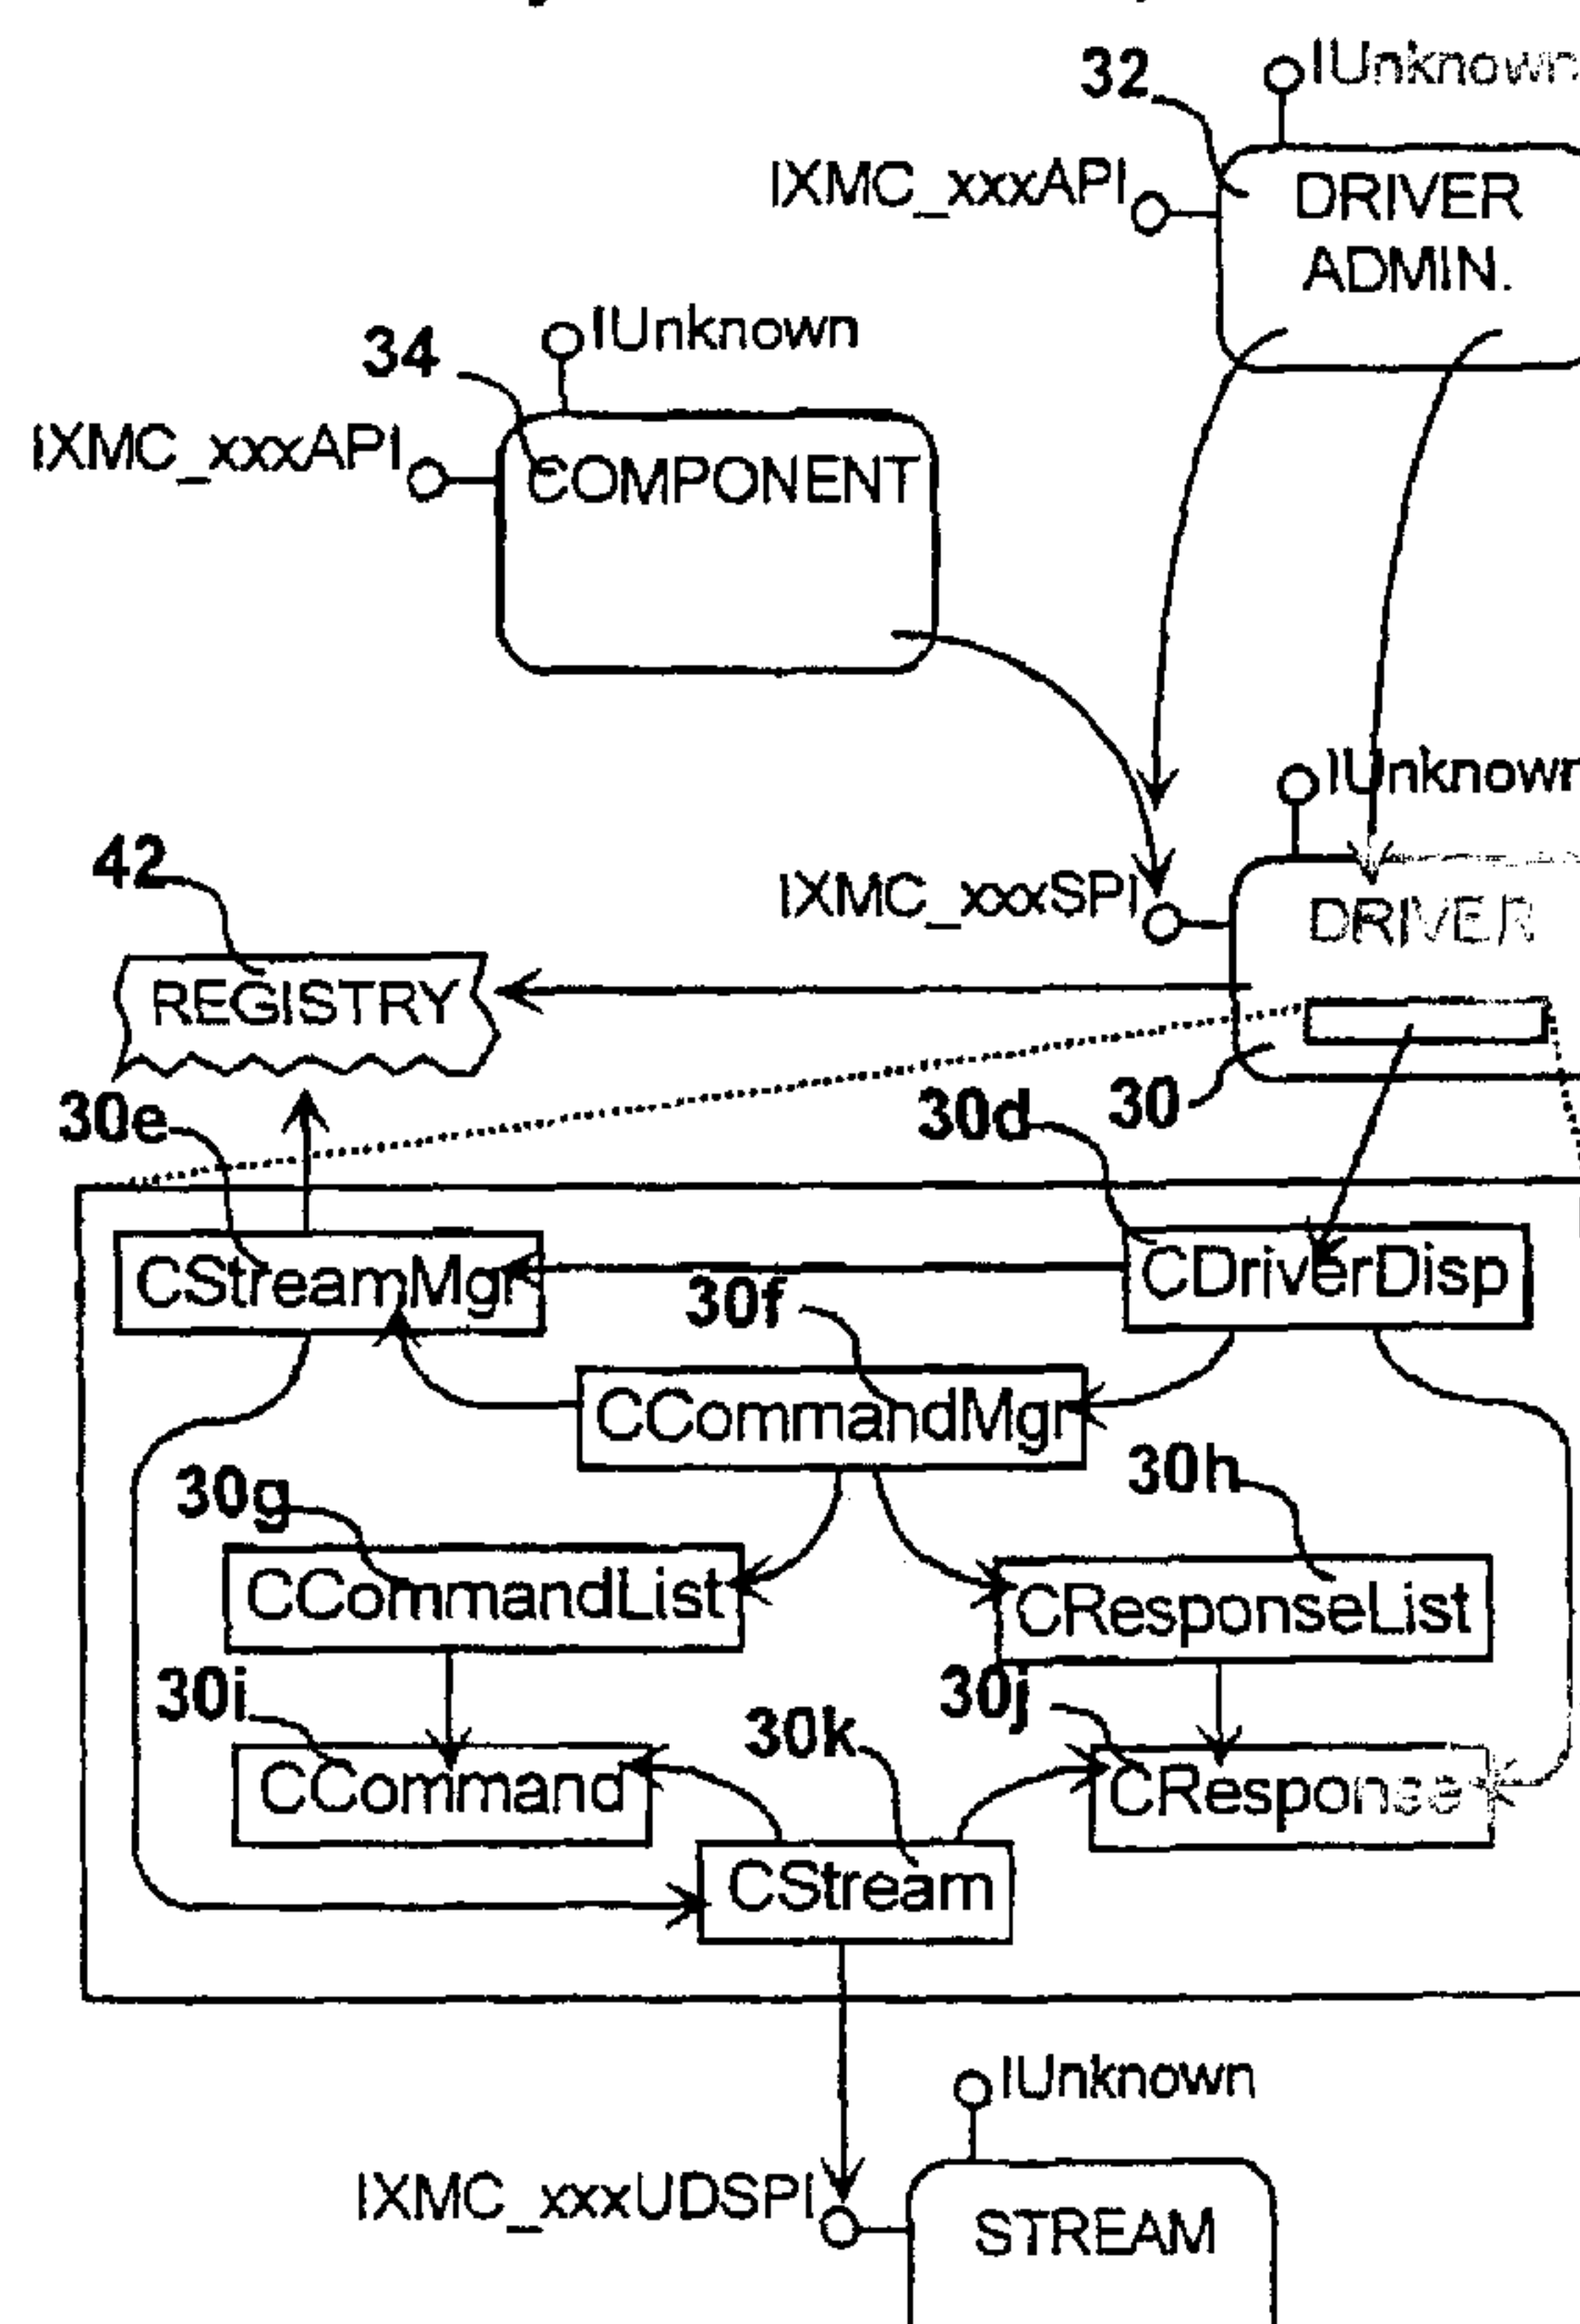 32
IUnknown
IXMC_xxxAPI
DRIVER
ADMIN.
34
IUnknown
IXMC_xxxAPI
COMPONENT
IUnknown
42
IXMC_xxxSPI
DRIVER
REGISTRY
30e
30d
30
CStreamMgr
CDriverDisp
30f
CCommandMgr
30g
30h
CCommandList
CResponseList
30i
30k
30j
CCommand
CResponse
CStream
IUnknown
IXMC_xxxUDSPI
STREAM